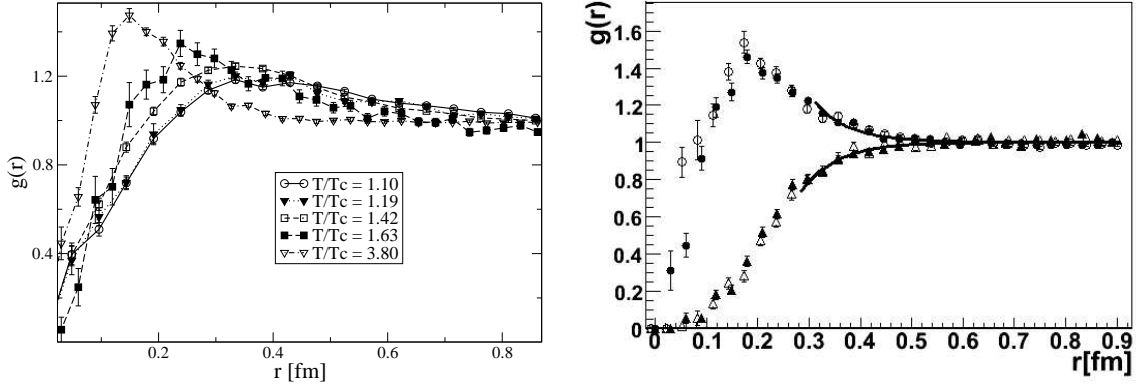 g(r)
1.2
0.8
0.4
T/Tc = 1.10
T/Tc = 1.19
T/Tc = 1.42
T/Tc = 1.63
T/Tc = 3.80
0.2
0.4
0.6
0.8
r [fm]
g(r)
1.6
1.4
1.2
1
0.8
0.6
0.4
0.2
0
0 0.1 0.2 0.3 0.4 0.5 0.6 0.7 0.8 0.9
r[fm]